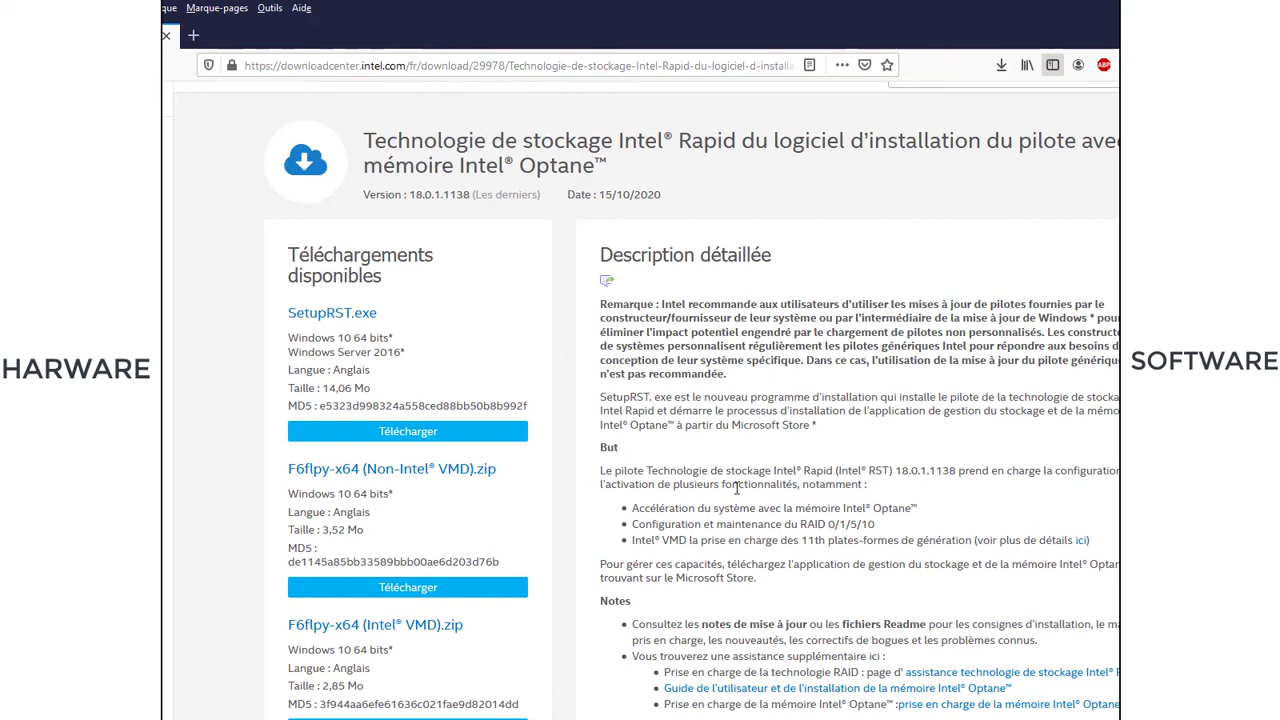 que Marque-pages Outils Aide
https://downloadcenter.intel.com/fr/download/29978/Technologie-de-stockage-Intel-Rapid-du-logiciel-d-installa
ABP
Technologie de stockage Intel® Rapid du logiciel d'installation du pilote avec
mémoire Intel® Optane™
Version : 18.0.1.1138 (Les derniers) Date : 15/10/2020
Téléchargements
disponibles
SetupRST.exe
Windows 10 64 bits*
Windows Server 2016*
Langue : Anglais
Taille : 14,06 Mo
MD5 : e5323d998324a558ced88bb50b8b992f
Télécharger
F6flpy-x64 (Non-Intel® VMD).zip
Windows 10 64 bits*
Langue : Anglais
Taille : 3,52 Mo
MD5 :
de1145a85bb33589bbb00ae6d203d76b
Télécharger
F6flpy-x64 (Intel® VMD).zip
Windows 10 64 bits*
Langue : Anglais
Taille : 2,85 Mo
MD5 : 3f944aa6efe61636c021fae9d82014dd
Description détaillée
Remarque : Intel recommande aux utilisateurs d'utiliser les mises à jour de pilotes fournies par le
constructeur/fournisseur de leur système ou par l'intermédiaire de la mise à jour de Windows * pour
éliminer l'impact potentiel engendré par le chargement de pilotes non personnalisés. Les constructe
de systèmes personnalisent régulièrement les pilotes génériques Intel pour répondre aux besoins d
conception de leur système spécifique. Dans ce cas, l'utilisation de la mise à jour du pilote génériqu
n'est pas recommandée.
SetupRST. exe est le nouveau programme d'installation qui installe le pilote de la technologie de stocka
Intel Rapid et démarre le processus d'installation de l'application de gestion du stockage et de la mémo
Intel® Optane™ à partir du Microsoft Store *
But
Le pilote Technologie de stockage Intel® Rapid (Intel® RST) 18.0.1.1138 prend en charge la configuration
l'activation de plusieurs fonctionnalités, notamment :
• Accélération du système avec la mémoire Intel® Optane™
• Configuration et maintenance du RAID 0/1/5/10
• Intel® VMD la prise en charge des 11th plates-formes de génération (voir plus de détails ici)
Pour gérer ces capacités, téléchargez l'application de gestion du stockage et de la mémoire Intel® Optan
trouvant sur le Microsoft Store.
Notes
• Consultez les notes de mise à jour ou les fichiers Readme pour les consignes d'installation, le ma
pris en charge, les nouveautés, les correctifs de bogues et les problèmes connus.
• Vous trouverez une assistance supplémentaire ici :
• Prise en charge de la technologie RAID : page d' assistance technologie de stockage Intel® R
• Guide de l'utilisateur et de l'installation de la mémoire Intel® Optane™
• Prise en charge de la mémoire Intel® Optane™ :prise en charge de la mémoire Intel® Optane
HARWARE
SOFTWARE